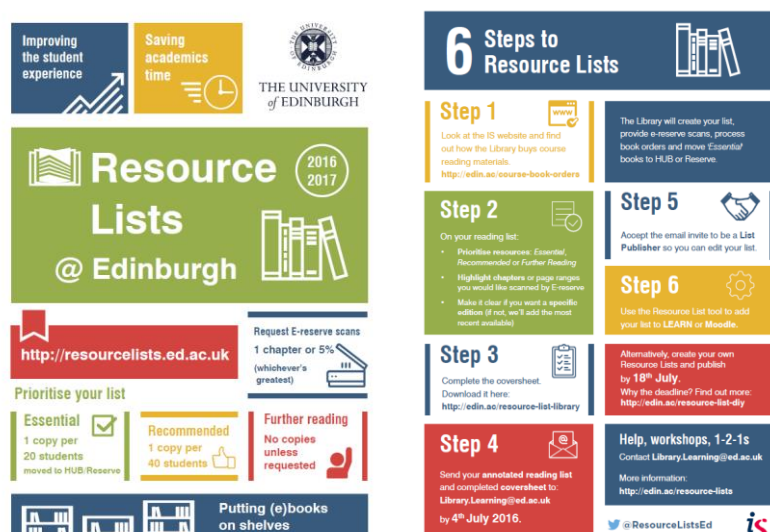 Improving
the student
experience
Saving
academics
time
THE UNIVERSITY
of EDINBURGH
Resource
Lists
@ Edinburgh
2016
2017
http://resourcelists.ed.ac.uk
Request E-reserve scans
1 chapter or 5%
(whichever's
greatest)
Prioritise your list
Essential
1 copy per
20 students
moved to HUB/Reserve
Recommended
1 copy per
40 students
Further reading
No copies
unless
requested
Putting (e)books
on shelves
6 Steps to
Resource Lists
Step 1
www
Look at the IS website and find
out how the Library buys course
reading materials.
http://edin.ac/course-book-orders
Step 2
On your reading list:
• Prioritise resources: Essential,
Recommended or Further Reading
• Highlight chapters or page ranges
you would like scanned by E-reserve
• Make it clear if you want a specific
edition (if not, we'll add the most
recent available)
Step 3
Complete the coversheet.
Download it here:
http://edin.ac/resource-list-library
Step 4
@
Send your annotated reading list
and completed coversheet to:
Library.Learning@ed.ac.uk
by 4th July 2016.
The Library will create your list,
provide e-reserve scans, process
book orders and move 'Essential'
books to HUB or Reserve.
Step 5
Accept the email invite to be a List
Publisher so you can edit your list.
Step 6
Use the Resource List tool to add
your list to LEARN or Moodle.
Alternatively, create your own
Resource Lists and publish
by 18th July.
Why the deadline? Find out more:
http://edin.ac/resource-list-diy
Help, workshops, 1-2-1s
Contact Library.Learning@ed.ac.uk
More information:
http://edin.ac/resource-lists
@ResourceListsEd
is